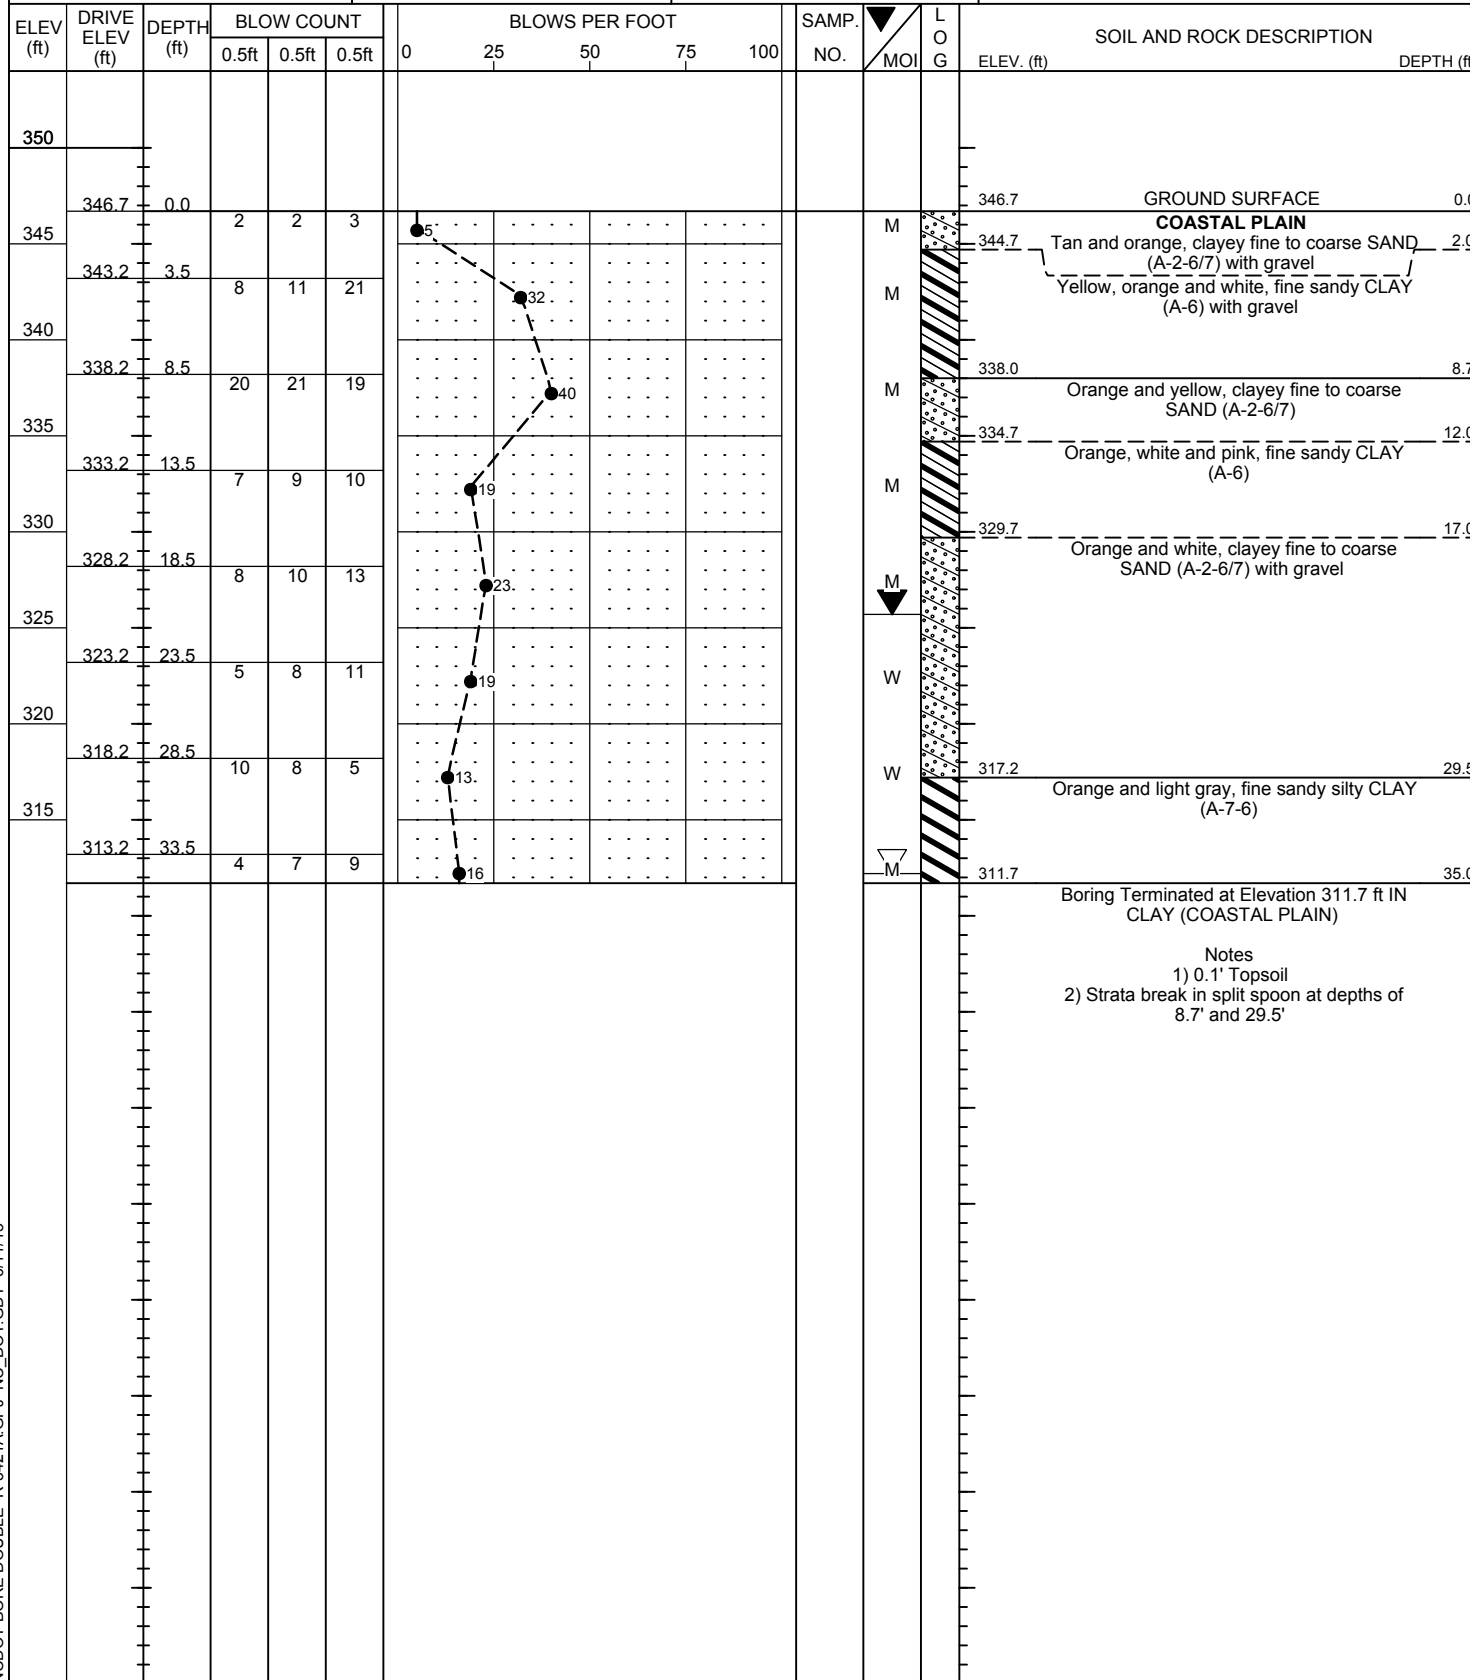 ELEV (ft) DRIVE ELEV (ft) DEPTH (ft) BLOW COUNT BLOWS PER FOOT SAMP. NO. MOI LOG SOIL AND ROCK DESCRIPTION
0.5ft 0.5ft 0.5ft 0 25 50 75 100 ELEV. (ft) DEPTH (ft
350
346.7 0.0 346.7 GROUND SURFACE 0.0
2 2 3 5 M COASTAL PLAIN
345 344.7 Tan and orange, clayey fine to coarse SAND 2.0
(A-2-6/7) with gravel
343.2 3.5
8 11 21 32 M Yellow, orange and white, fine sandy CLAY
(A-6) with gravel
340
338.2 8.5 338.0 8.7
20 21 19 40 M Orange and yellow, clayey fine to coarse
SAND (A-2-6/7)
335 334.7 12.0
333.2 13.5 Orange, white and pink, fine sandy CLAY
(A-6)
7 9 10 19 M
330 329.7 17.0
328.2 18.5 Orange and white, clayey fine to coarse
SAND (A-2-6/7) with gravel
8 10 13 23 M
325
323.2 23.5
5 8 11 19 W
320
318.2 28.5
10 8 5 13 W 317.2 29.5
Orange and light gray, fine sandy silty CLAY
315 (A-7-6)
313.2 33.5
4 7 9 16 M 311.7 35.0
Boring Terminated at Elevation 311.7 ft IN
CLAY (COASTAL PLAIN)
Notes
1) 0.1' Topsoil
2) Strata break in split spoon at depths of
8.7' and 29.5'